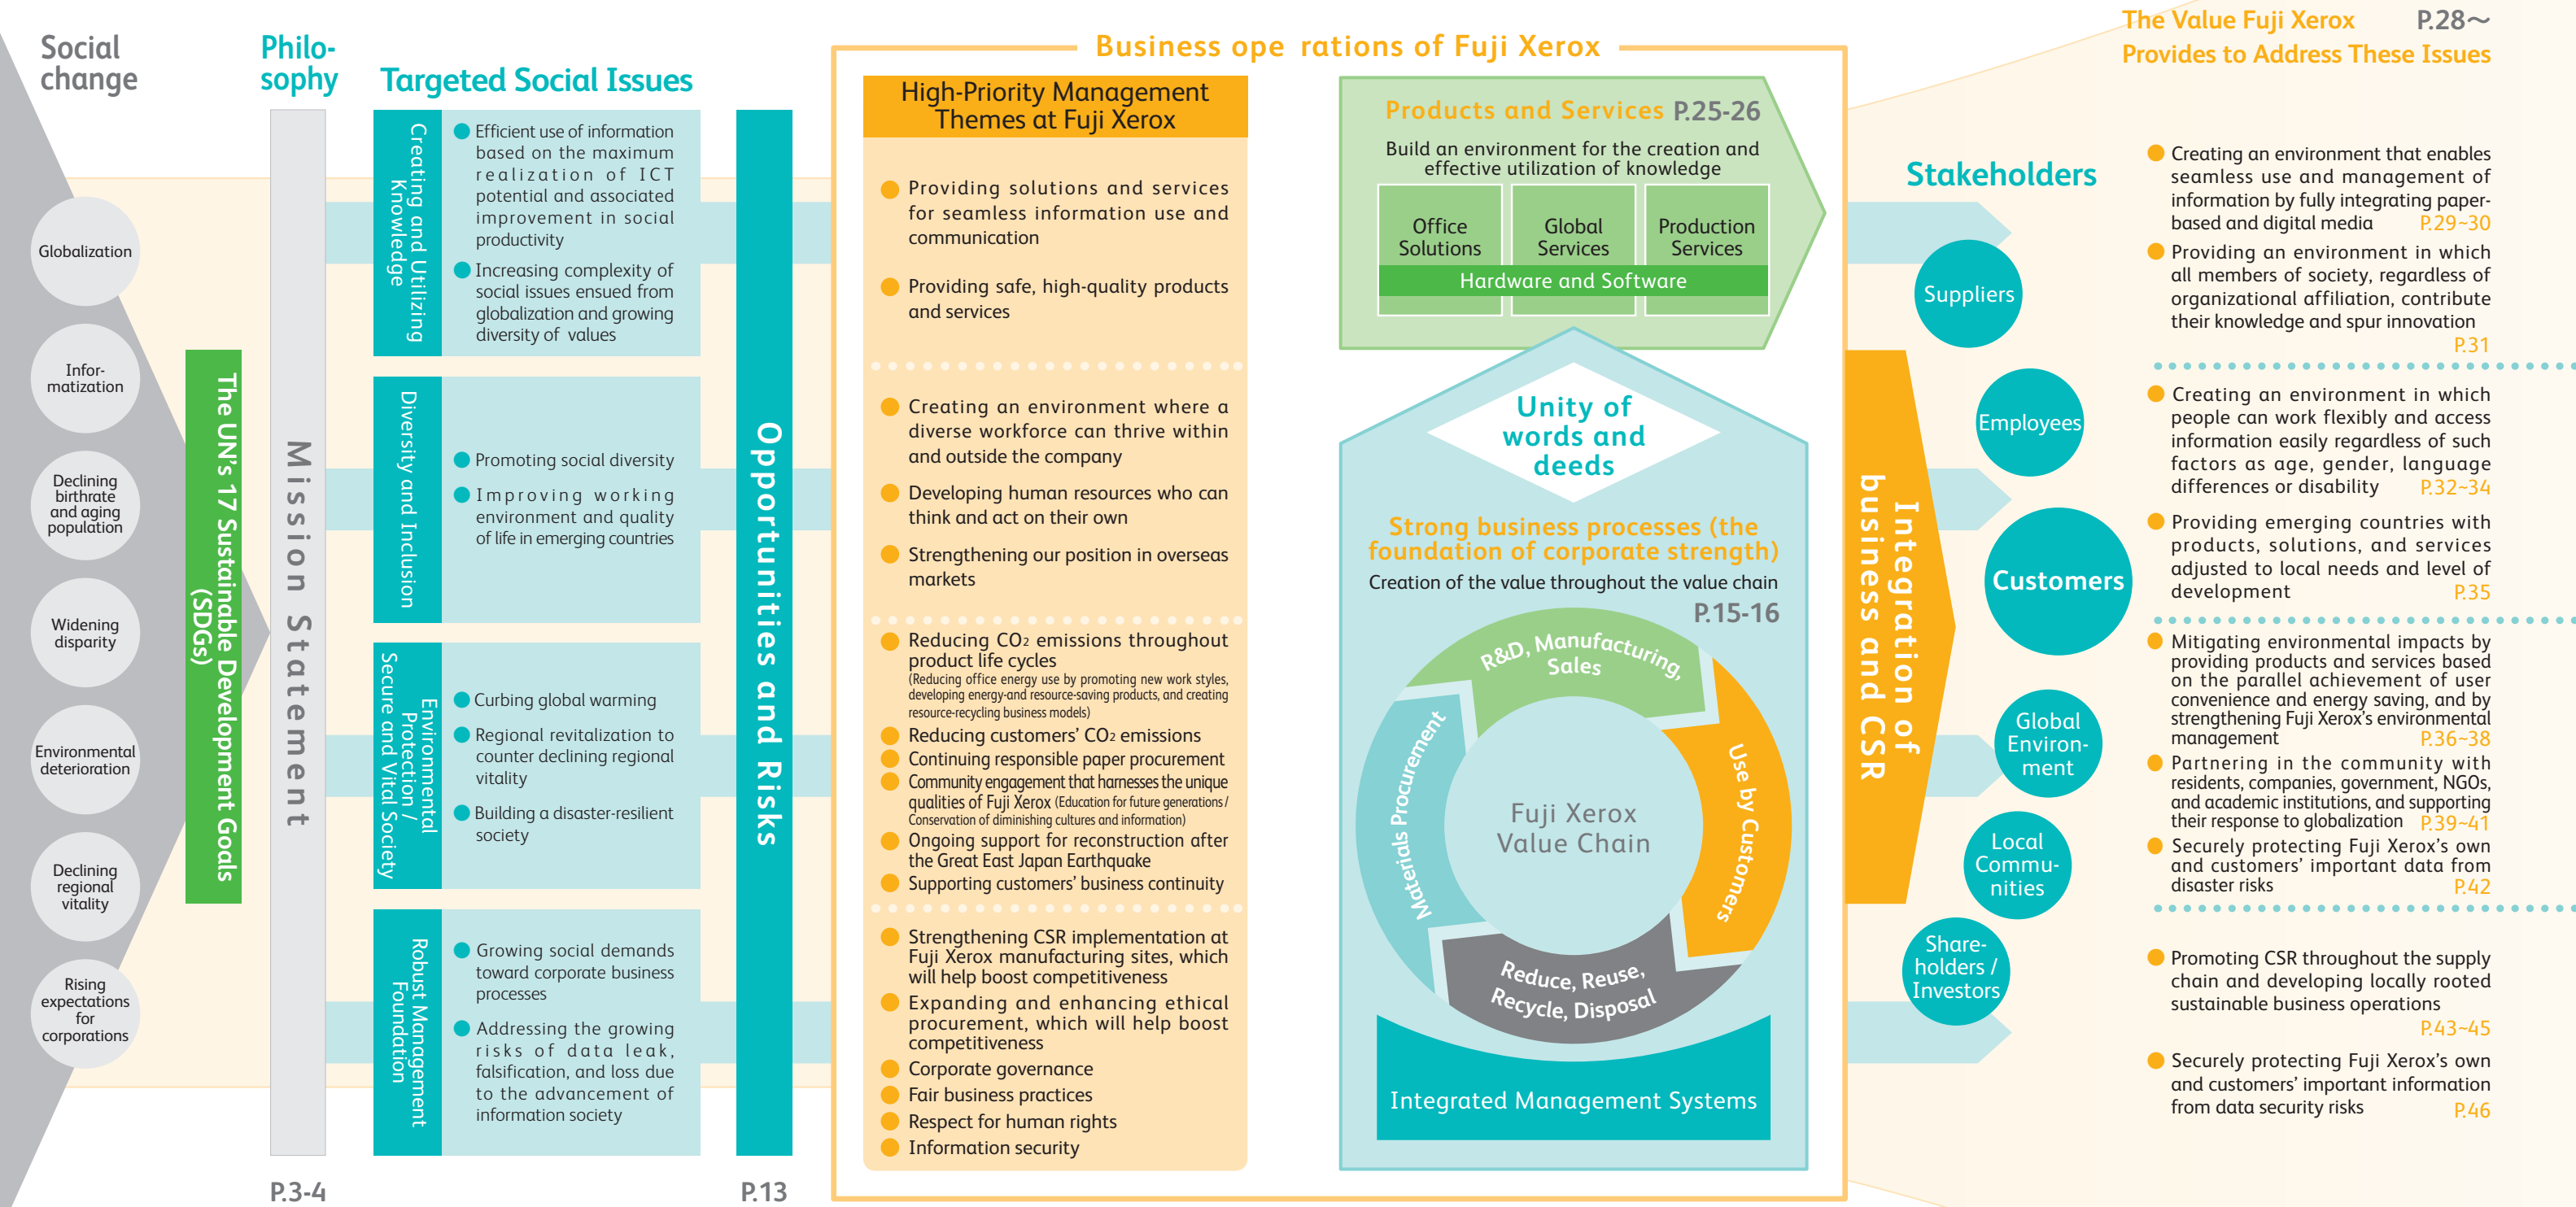 Social
change
Globalization
Infor-
matization
Declining
birthrate
and aging
population
Widening
disparity
Environmental
deterioration
Declining
regional
vitality
Rising
expectations
for
corporations
The UN's 17 Sustainable Development Goals
(SDGs)
Philo-
sophy
Mission Statement
P.3-4
Targeted Social Issues
Creating and Utilizing
Knowledge
Efficient use of information
based on the maximum
realization of ICT
potential and associated
improvement in social
productivity
Increasing complexity of
social issues ensued from
globalization and growing
diversity of values
Diversity and Inclusion
Promoting social diversity
Improving working
environment and quality
of life in emerging countries
Environmental
Protection /
Secure and Vital Society
Curbing global warming
Regional revitalization to
counter declining regional
vitality
Building a disaster-resilient
society
Robust Management
Foundation
Growing social demands
toward corporate business
processes
Addressing the growing
risks of data leak,
falsification, and loss due
to the advancement of
information society
Opportunities and Risks
P.13
Business ope rations of Fuji Xerox
High-Priority Management
Themes at Fuji Xerox
Providing solutions and services
for seamless information use and
communication
Providing safe, high-quality products
and services
Creating an environment where a
diverse workforce can thrive within
and outside the company
Developing human resources who can
think and act on their own
Strengthening our position in overseas
markets
Reducing CO2 emissions throughout
product life cycles
(Reducing office energy use by promoting new work styles,
developing energy-and resource-saving products, and creating
resource-recycling business models)
Reducing customers' CO2 emissions
Continuing responsible paper procurement
Community engagement that harnesses the unique
qualities of Fuji Xerox (Education for future generations /
Conservation of diminishing cultures and information)
Ongoing support for reconstruction after
the Great East Japan Earthquake
Supporting customers' business continuity
Strengthening CSR implementation at
Fuji Xerox manufacturing sites, which
will help boost competitiveness
Expanding and enhancing ethical
procurement, which will help boost
competitiveness
Corporate governance
Fair business practices
Respect for human rights
Information security
Products and Services P.25-26
Build an environment for the creation and
effective utilization of knowledge
Office
Solutions
Global
Services
Production
Services
Hardware and Software
Unity of
words and
deeds
Strong business processes (the
foundation of corporate strength)
Creation of the value throughout the value chain
P.15-16
R&D, Manufacturing,
Sales
Use by Customers
Reduce, Reuse,
Recycle, Disposal
Materials Procurement
Fuji Xerox
Value Chain
Integrated Management Systems
Integration of
business and CSR
Stakeholders
Suppliers
Employees
Customers
Global
Environ-
ment
Local
Commu-
nities
Share-
holders /
Investors
The Value Fuji Xerox P.28～
Provides to Address These Issues
Creating an environment that enables
seamless use and management of
information by fully integrating paper-
based and digital media P.29~30
Providing an environment in which
all members of society, regardless of
organizational affiliation, contribute
their knowledge and spur innovation
P.31
Creating an environment in which
people can work flexibly and access
information easily regardless of such
factors as age, gender, language
differences or disability P.32~34
Providing emerging countries with
products, solutions, and services
adjusted to local needs and level of
development P.35
Mitigating environmental impacts by
providing products and services based
on the parallel achievement of user
convenience and energy saving, and by
strengthening Fuji Xerox's environmental
management P.36~38
Partnering in the community with
residents, companies, government, NGOs,
and academic institutions, and supporting
their response to globalization P.39~41
Securely protecting Fuji Xerox's own
and customers' important data from
disaster risks P.42
Promoting CSR throughout the supply
chain and developing locally rooted
sustainable business operations
P.43~45
Securely protecting Fuji Xerox's own
and customers' important information
from data security risks P.46